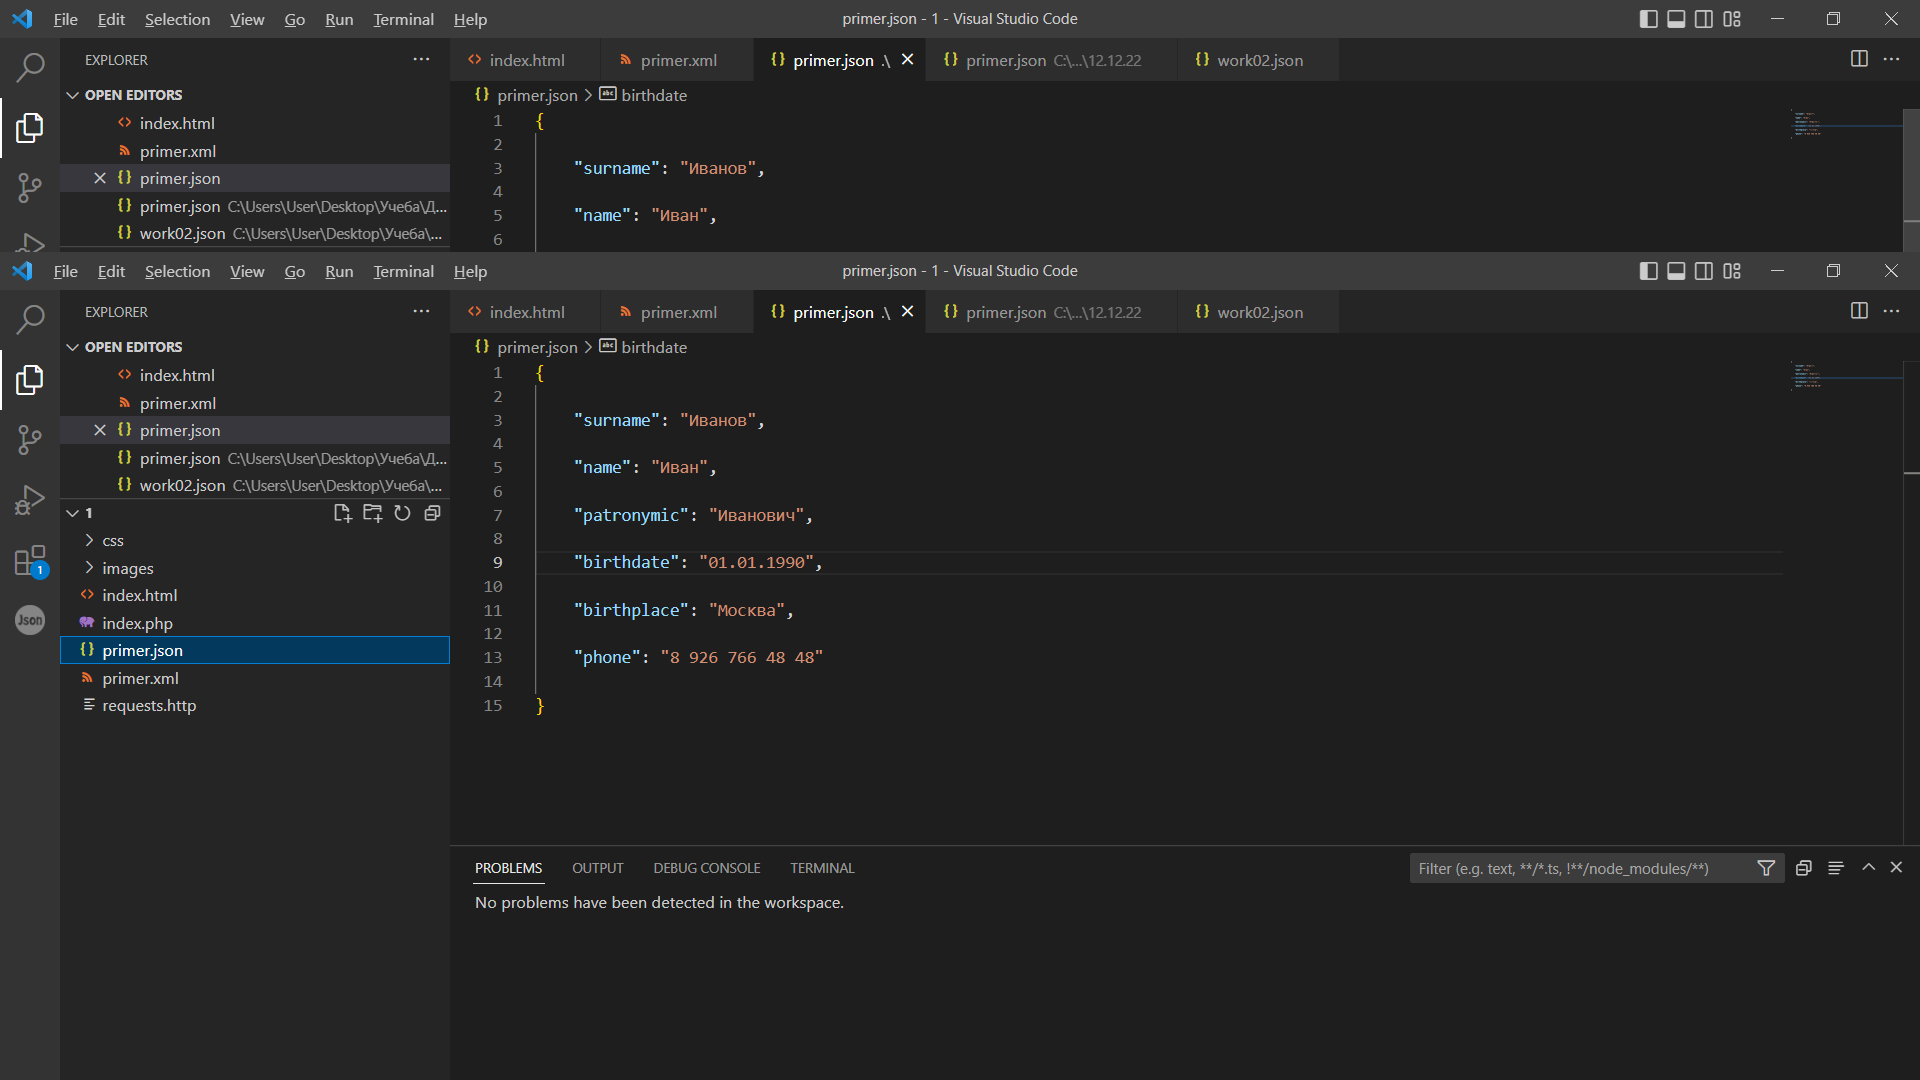 File Edit Selection View Go Run Terminal Help primer.json - 1 - Visual Studio Code
EXPLORER
index.html primer.xml primer.json .\ primer.json C:\...\12.12.22 work02.json
OPEN EDITORS
primer.json > birthdate
index.html
primer.xml
primer.json
primer.json C:\Users\User\Desktop\Учеба\Д...
work02.json C:\Users\User\Desktop\Учеба\...
1 {
2
3 "surname": "Иванов",
4
5 "name": "Иван",
6
File Edit Selection View Go Run Terminal Help primer.json - 1 - Visual Studio Code
EXPLORER
index.html primer.xml primer.json .\ primer.json C:\...\12.12.22 work02.json
OPEN EDITORS
primer.json > birthdate
index.html
primer.xml
primer.json
primer.json C:\Users\User\Desktop\Учеба\Д...
work02.json C:\Users\User\Desktop\Учеба\...
1
css
images
index.html
index.php
primer.json
primer.xml
requests.http
1
Json
1 {
2
3 "surname": "Иванов",
4
5 "name": "Иван",
6
7 "patronymic": "Иванович",
8
9 "birthdate": "01.01.1990",
10
11 "birthplace": "Москва",
12
13 "phone": "8 926 766 48 48"
14
15 }
PROBLEMS OUTPUT DEBUG CONSOLE TERMINAL Filter (e.g. text, **/*.ts, !**/node_modules/**)
No problems have been detected in the workspace.